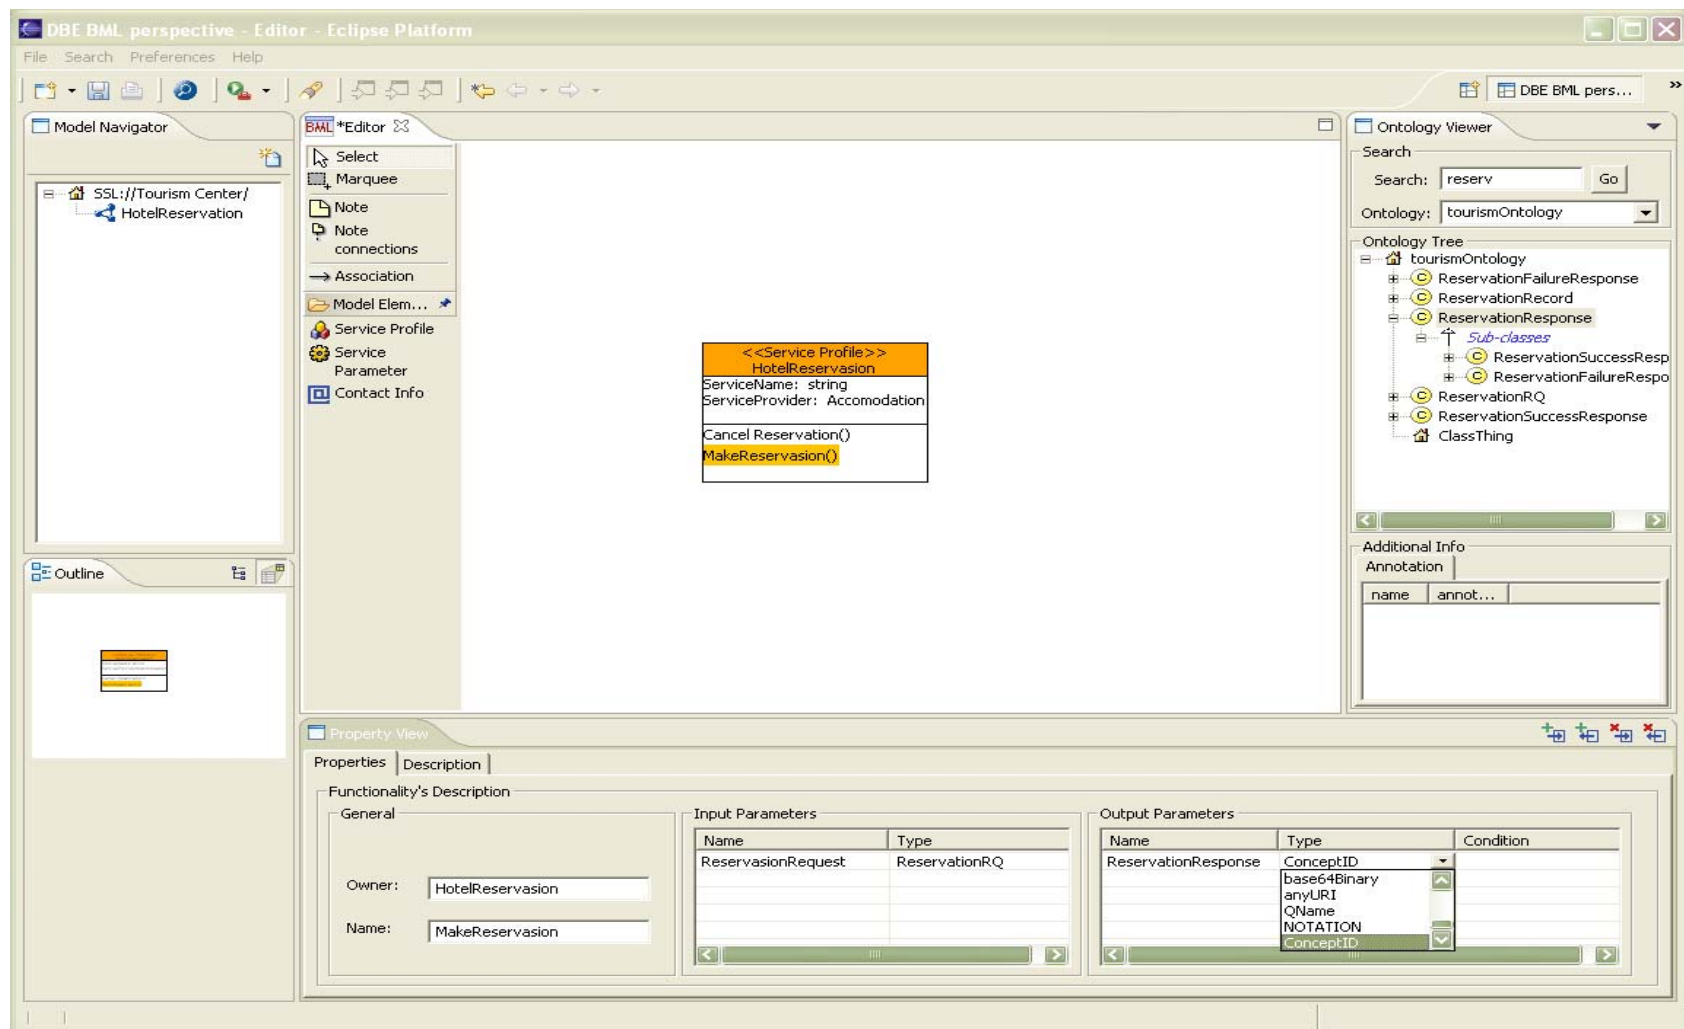 DBE BML perspective - Editor - Eclipse Platform
File Search Preferences Help
DBE BML pers... »
Model Navigator
SSL://Tourism Center/
HotelReservation
BML *Editor
Select
Marquee
Note
Note
connections
Association
Model Elem...
Service Profile
Service
Parameter
Contact Info
<<Service Profile>>
HotelReservasion
ServiceName: string
ServiceProvider: Accomodation
Cancel Reservation()
MakeReservasion()
Ontology Viewer
Search
Search: reserv Go
Ontology: tourismOntology
Ontology Tree
tourismOntology
C ReservationFailureResponse
C ReservationRecord
C ReservationResponse
Sub-classes
C ReservationSuccessResp
C ReservationFailureRespo
C ReservationRQ
C ReservationSuccessResponse
ClassThing
Additional Info
Annotation
name annot...
Outline
Property View
Properties Description
Functionality's Description
General
Owner: HotelReservasion
Name: MakeReservasion
Input Parameters
Name Type
ReservasionRequest ReservationRQ
Output Parameters
Name Type Condition
ReservationResponse ConceptID
base64Binary
anyURI
QName
NOTATION
ConceptID